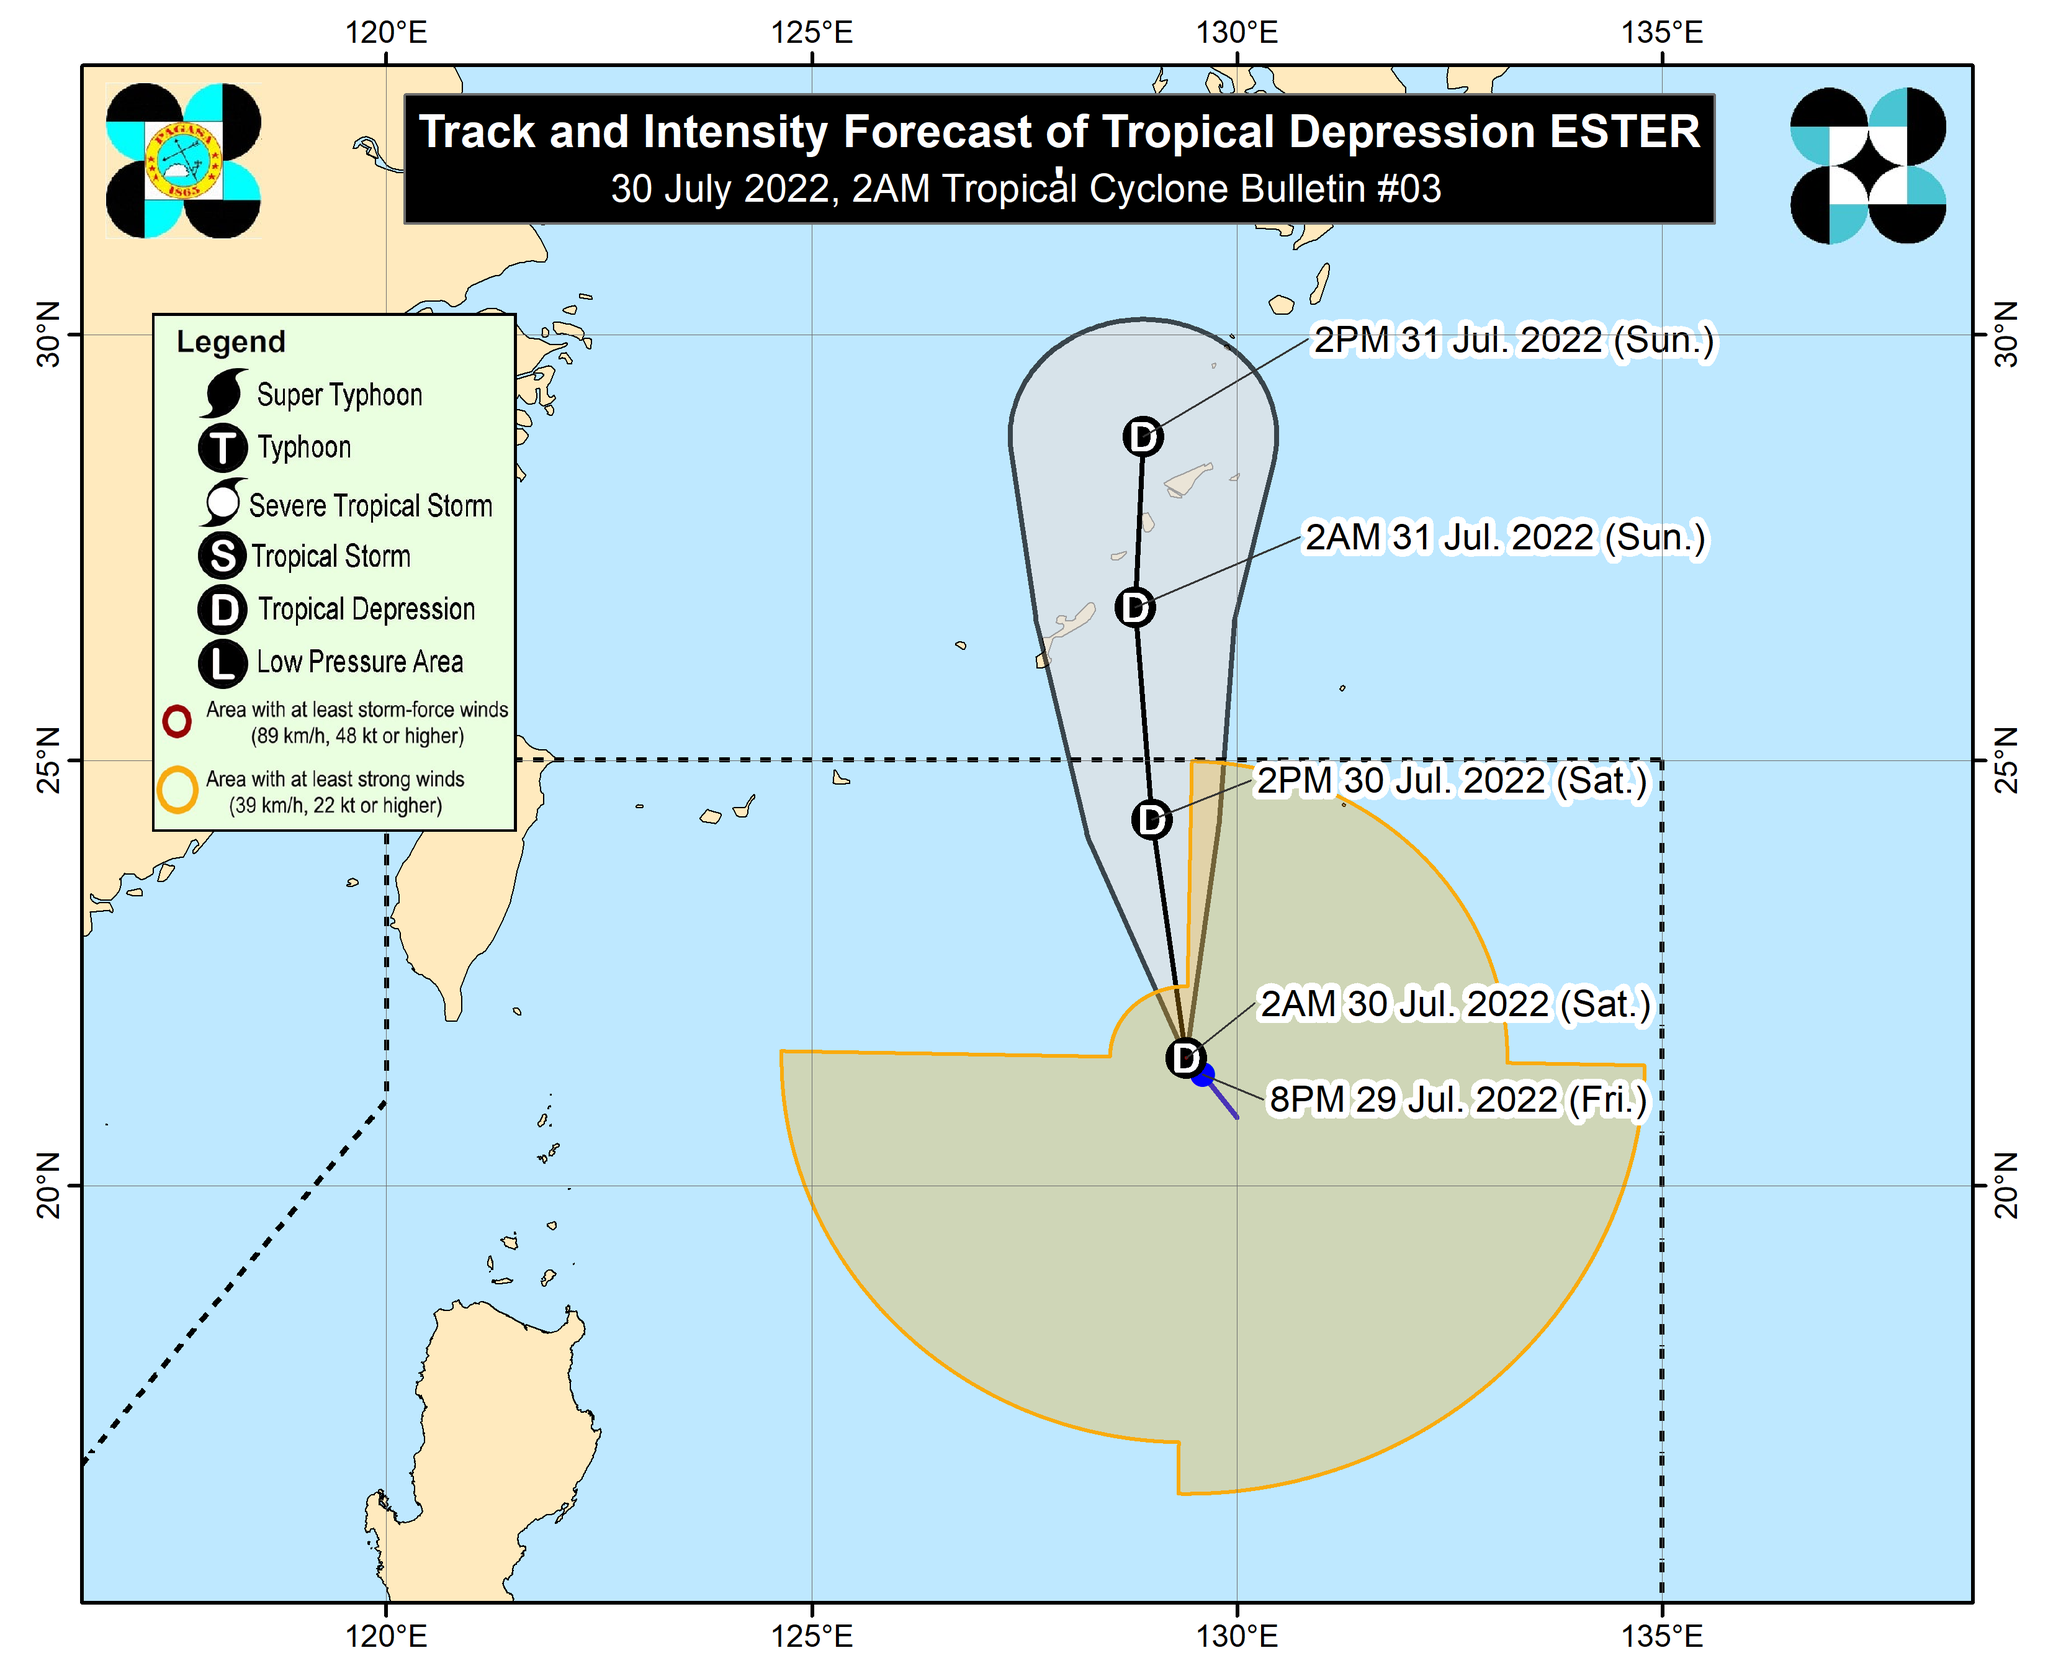 120°E 125°E 130°E 135°E
Track and Intensity Forecast of Tropical Depression ESTER
30 July 2022, 2AM Tropical Cyclone Bulletin #03
PAGASA
1865
30°N
30°N
Legend
Super Typhoon
T Typhoon
Severe Tropical Storm
S Tropical Storm
D Tropical Depression
L Low Pressure Area
Area with at least storm-force winds
(89 km/h, 48 kt or higher)
Area with at least strong winds
(39 km/h, 22 kt or higher)
2PM 31 Jul. 2022 (Sun.)
D
2AM 31 Jul. 2022 (Sun.)
D
25°N
25°N
2PM 30 Jul. 2022 (Sat.)
D
2AM 30 Jul. 2022 (Sat.)
D
8PM 29 Jul. 2022 (Fri.)
20°N
20°N
120°E 125°E 130°E 135°E